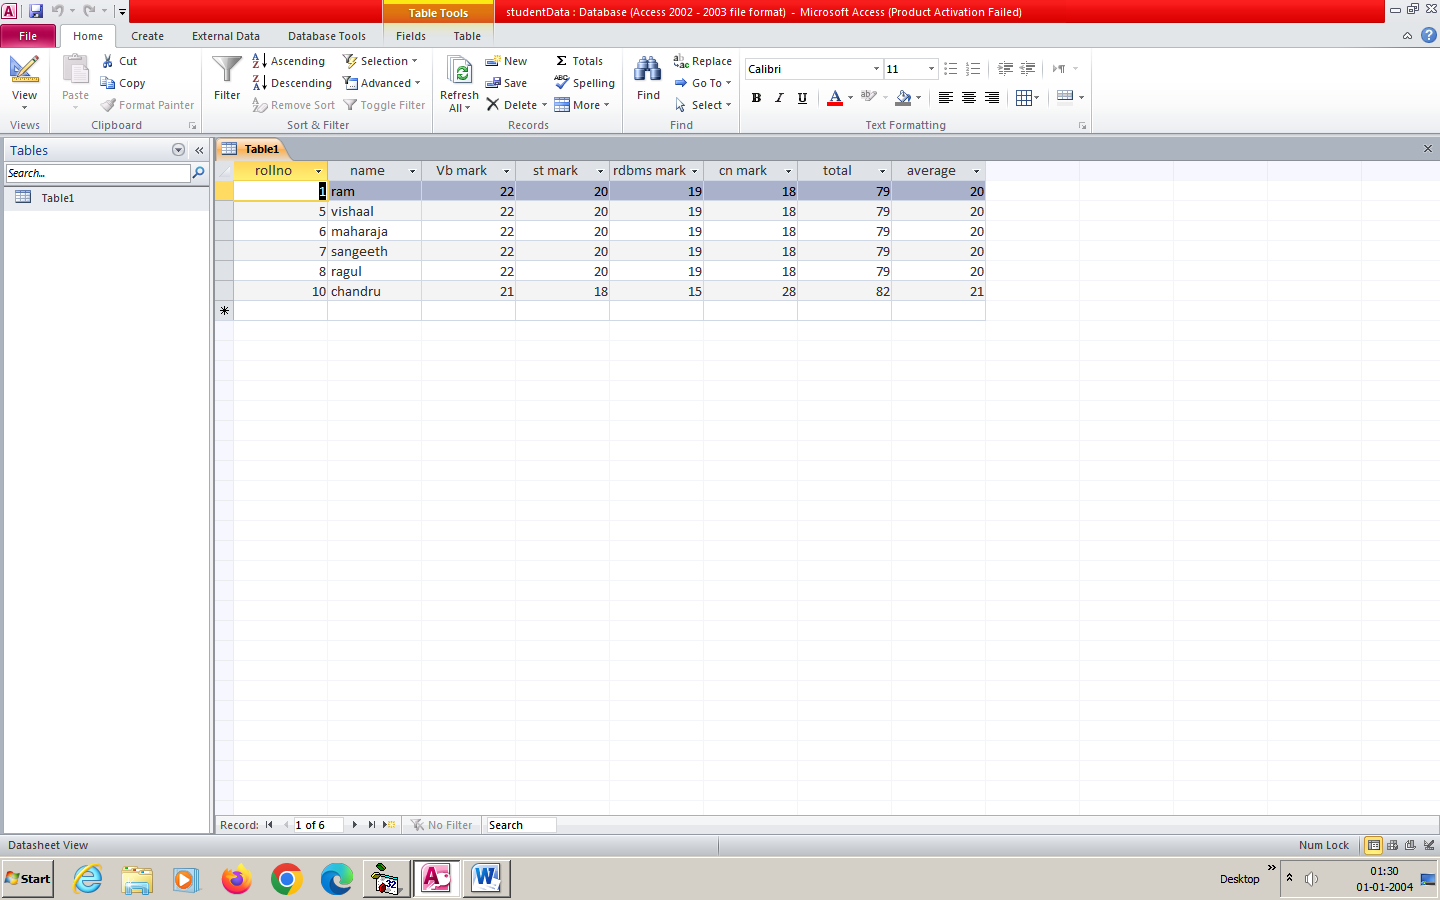 Table Tools
studentData : Database (Access 2002 - 2003 file format) - Microsoft Access (Product Activation Failed)
File Home Create External Data Database Tools Fields Table
View
Views
Paste
Cut
Copy
Format Painter
Clipboard
Filter
Ascending
Descending
Remove Sort
Selection
Advanced
Toggle Filter
Sort & Filter
Refresh
All
New
Save
Delete
Totals
Spelling
More
Records
Find
Replace
Go To
Select
Find
Calibri 11
B I U
Text Formatting
Tables
Search...
Table1
Table1
rollno name Vb mark st mark rdbms mark cn mark total average
1 ram 22 20 19 18 79 20
5 vishaal 22 20 19 18 79 20
6 maharaja 22 20 19 18 79 20
7 sangeeth 22 20 19 18 79 20
8 ragul 22 20 19 18 79 20
10 chandru 21 18 15 28 82 21
Record: 1 of 6 No Filter Search
Datasheet View Num Lock
Start
32
Desktop
01:30
01-01-2004